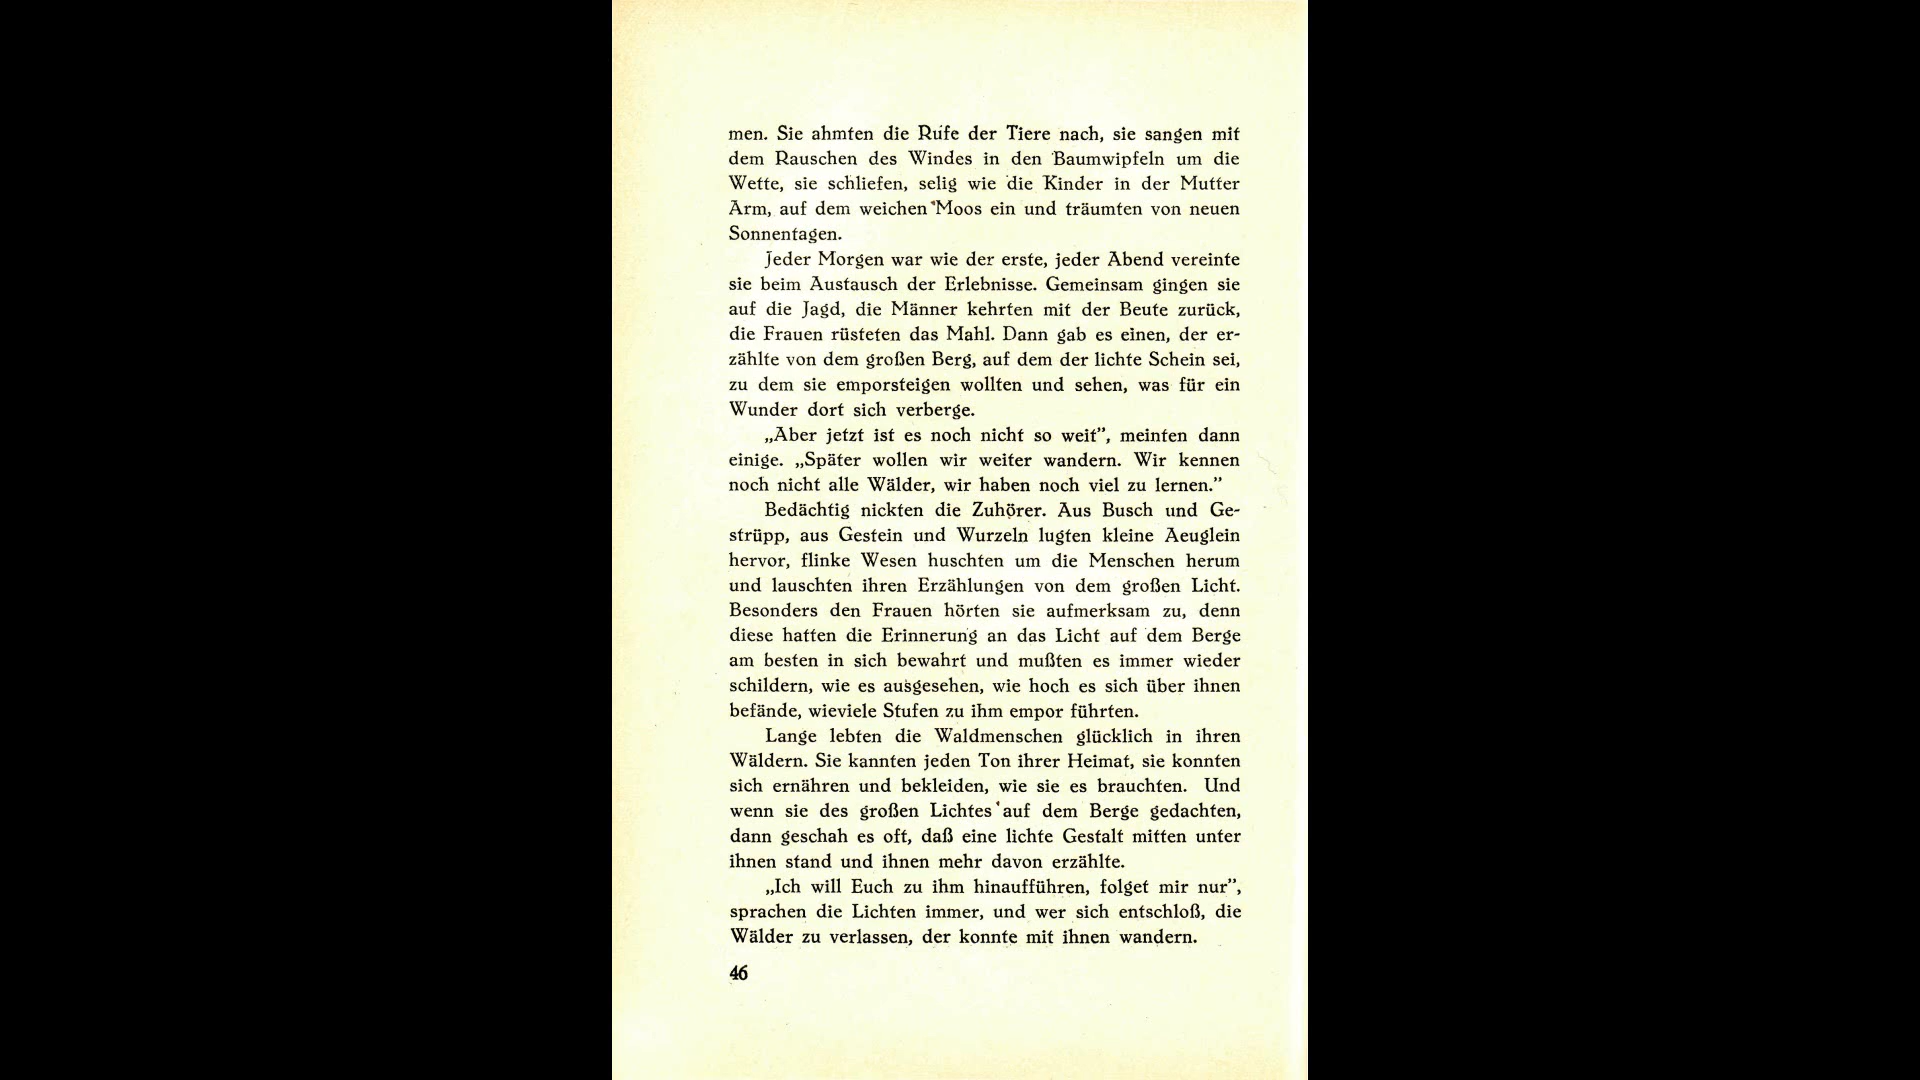 men. Sie ahmten die Rufe der Tiere nach, sie sangen mit
dem Rauschen des Windes in den Baumwipfeln um die
Wette, sie schliefen, selig wie die Kinder in der Mutter
Arm, auf dem weichen Moos ein und träumten von neuen
Sonnentagen.
Jeder Morgen war wie der erste, jeder Abend vereinte
sie beim Austausch der Erlebnisse. Gemeinsam gingen sie
auf die Jagd, die Männer kehrten mit der Beute zurück,
die Frauen rüsteten das Mahl. Dann gab es einen, der er-
zählte von dem großen Berg, auf dem der lichte Schein sei,
zu dem sie emporsteigen wollten und sehen, was für ein
Wunder dort sich verberge.
„Aber jetzt ist es noch nicht so weit”, meinten dann
einige. „Später wollen wir weiter wandern. Wir kennen
noch nicht alle Wälder, wir haben noch viel zu lernen.”
Bedächtig nickten die Zuhörer. Aus Busch und Ge-
strüpp, aus Gestein und Wurzeln lugten kleine Aeuglein
hervor, flinke Wesen huschten um die Menschen herum
und lauschten ihren Erzählungen von dem großen Licht.
Besonders den Frauen hörten sie aufmerksam zu, denn
diese hatten die Erinnerung an das Licht auf dem Berge
am besten in sich bewahrt und mußten es immer wieder
schildern, wie es ausgesehen, wie hoch es sich über ihnen
befände, wieviele Stufen zu ihm empor führten.
Lange lebten die Waldmenschen glücklich in ihren
Wäldern. Sie kannten jeden Ton ihrer Heimat, sie konnten
sich ernähren und bekleiden, wie sie es brauchten. Und
wenn sie des großen Lichtes auf dem Berge gedachten,
dann geschah es oft, daß eine lichte Gestalt mitten unter
ihnen stand und ihnen mehr davon erzählte.
„Ich will Euch zu ihm hinaufführen, folget mir nur”,
sprachen die Lichten immer, und wer sich entschloß, die
Wälder zu verlassen, der konnte mit ihnen wandern.
46